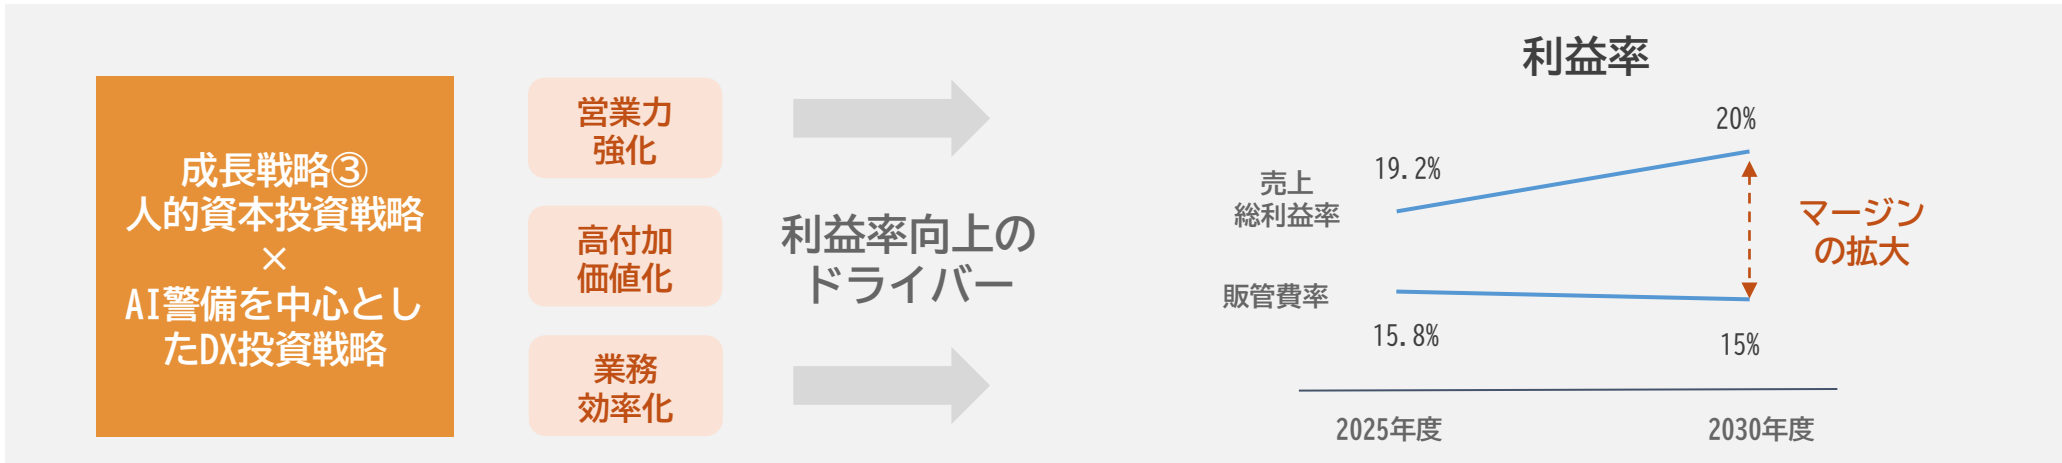 成長戦略③
人的資本投資戦略
×
AI警備を中心とし
たDX投資戦略
営業力
強化
高付加
価値化
業務
効率化
利益率向上の
ドライバー
利益率
20%
19.2%
売上
総利益率
マージン
の拡大
販管費率
15.8%
15%
2025年度
2030年度